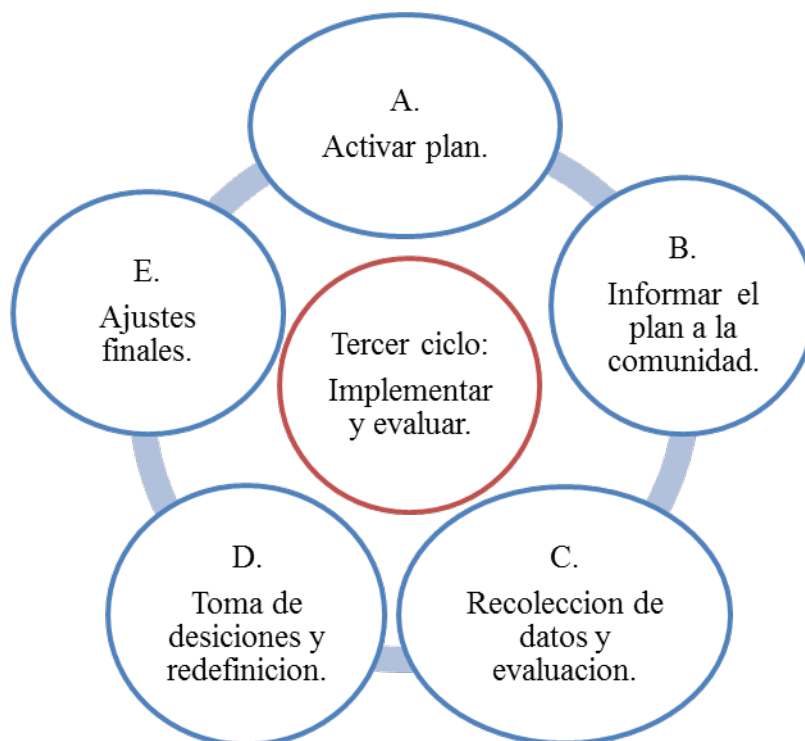 A.
Activar plan.
B.
Informar el
plan a la
comunidad.
E.
Ajustes
finales.
Tercer ciclo:
Implementar
y evaluar.
D.
Toma de
desiciones y
redefinicion.
C.
Recoleccion de
datos y
evaluacion.